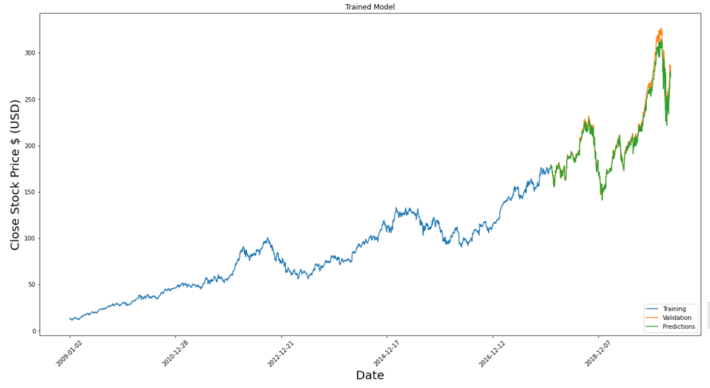 Trained Model
Close Stock Price $ (USD)
300
250
200
150
100
50
0
2009-01-02
2010-12-28
2012-12-21
2014-12-17
2016-12-12
2018-12-07
Date
Training
Validation
Predictions